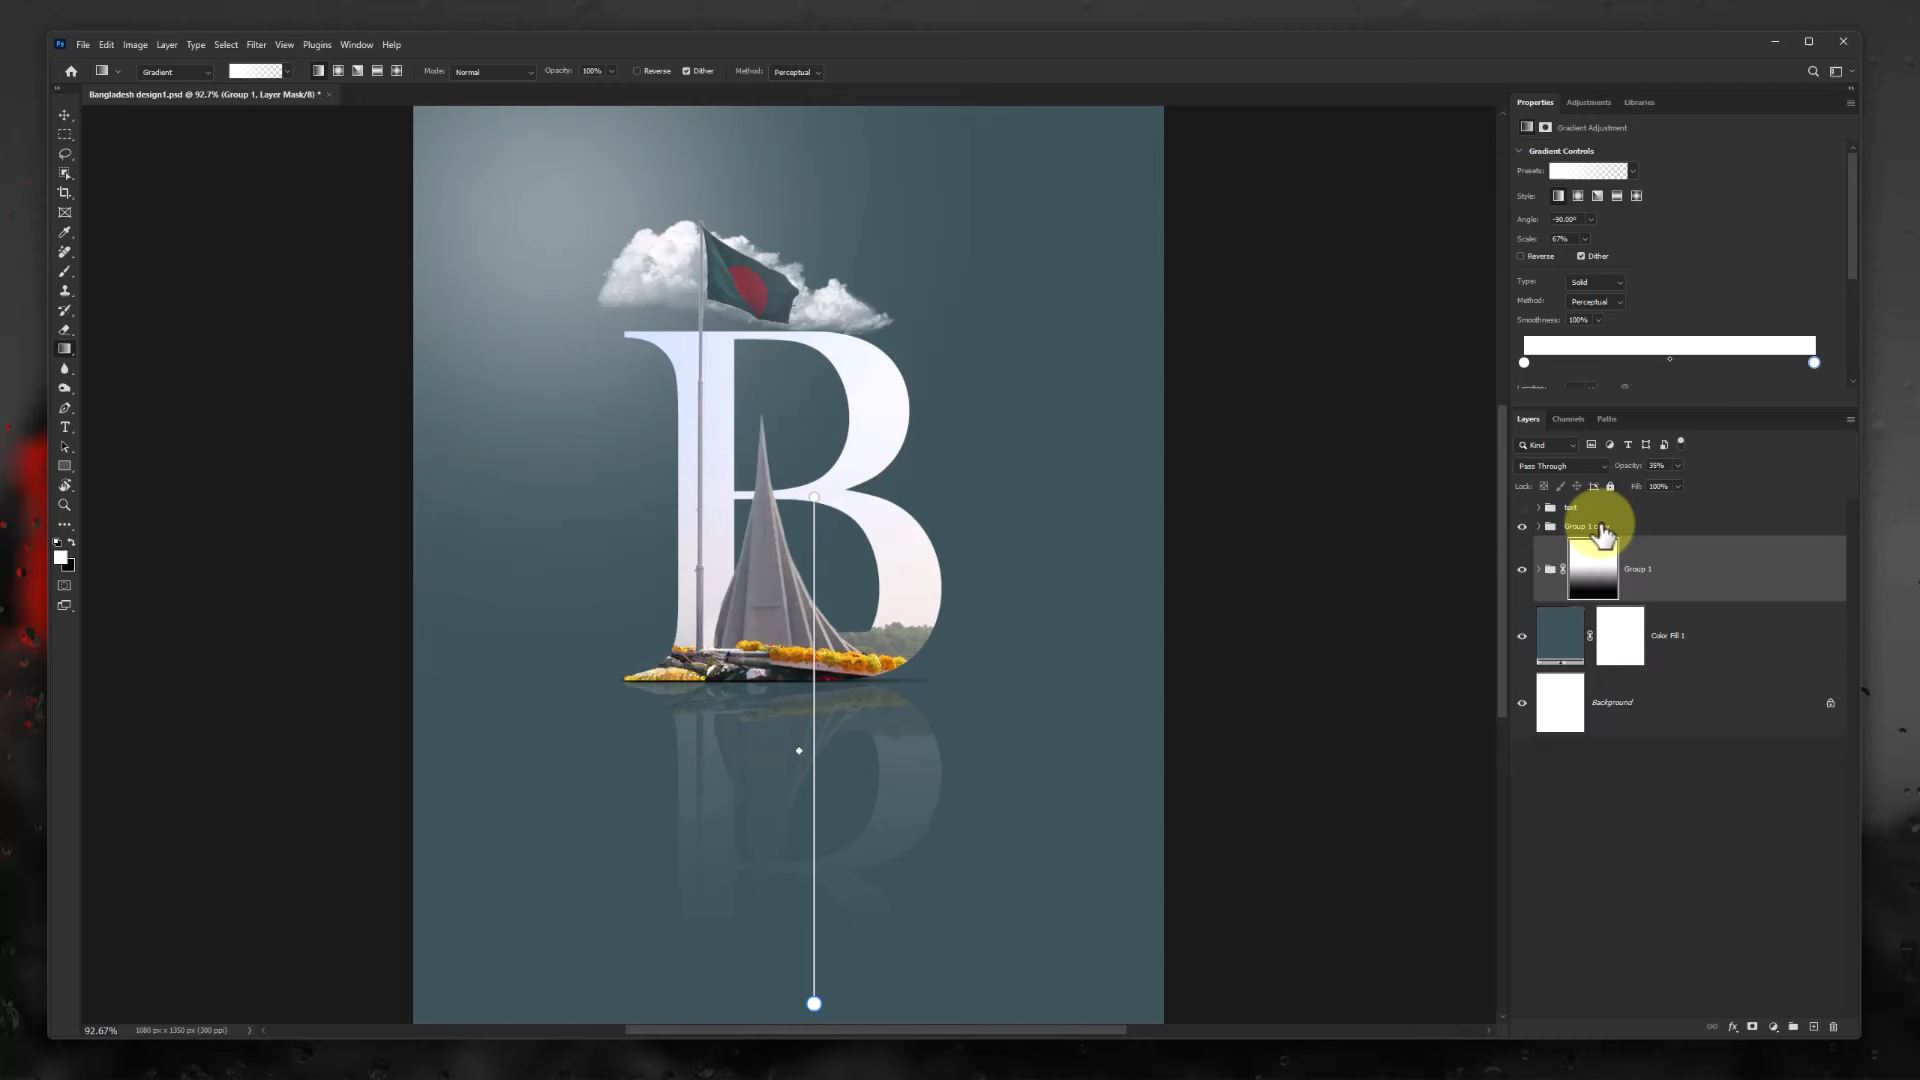 Ps File Edit Image Layer Type Select Filter View Plugins Window Help
Gradient Mode: Normal Opacity: 100% Reverse Dither Method: Perceptual
Bangladesh design1.psd @ 92.7% (Group 1, Layer Mask/8) * ×
Properties Adjustments Libraries
Gradient Adjustment
Gradient Controls
Presets:
Style:
Angle: -90.00°
Scale: 67%
Reverse Dither
Type: Solid
Method: Perceptual
Smoothness: 100%
Layers Channels Paths
Kind
Pass Through Opacity: 35%
Lock: Fill: 100%
text
Group 1
Group 1
Color Fill 1
Background
B
92.67% 1080 px x 1350 px (300 ppi)